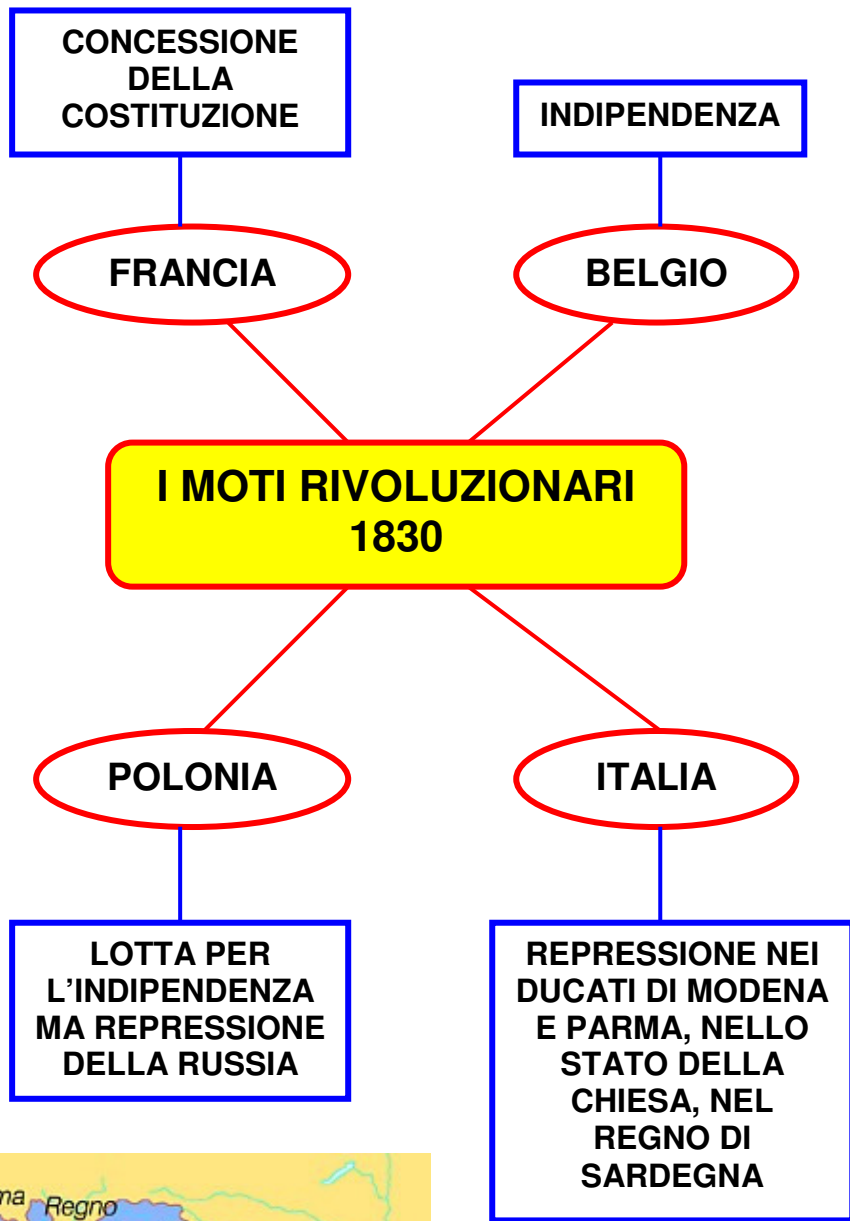 CONCESSIONE
DELLA
COSTITUZIONE
INDIPENDENZA
FRANCIA
BELGIO
I MOTI RIVOLUZIONARI
1830
POLONIA
ITALIA
LOTTA PER
L’INDIPENDENZA
MA REPRESSIONE
DELLA RUSSIA
REPRESSIONE NEI
DUCATI DI MODENA
E PARMA, NELLO
STATO DELLA
CHIESA, NEL
REGNO DI
SARDEGNA
Regno